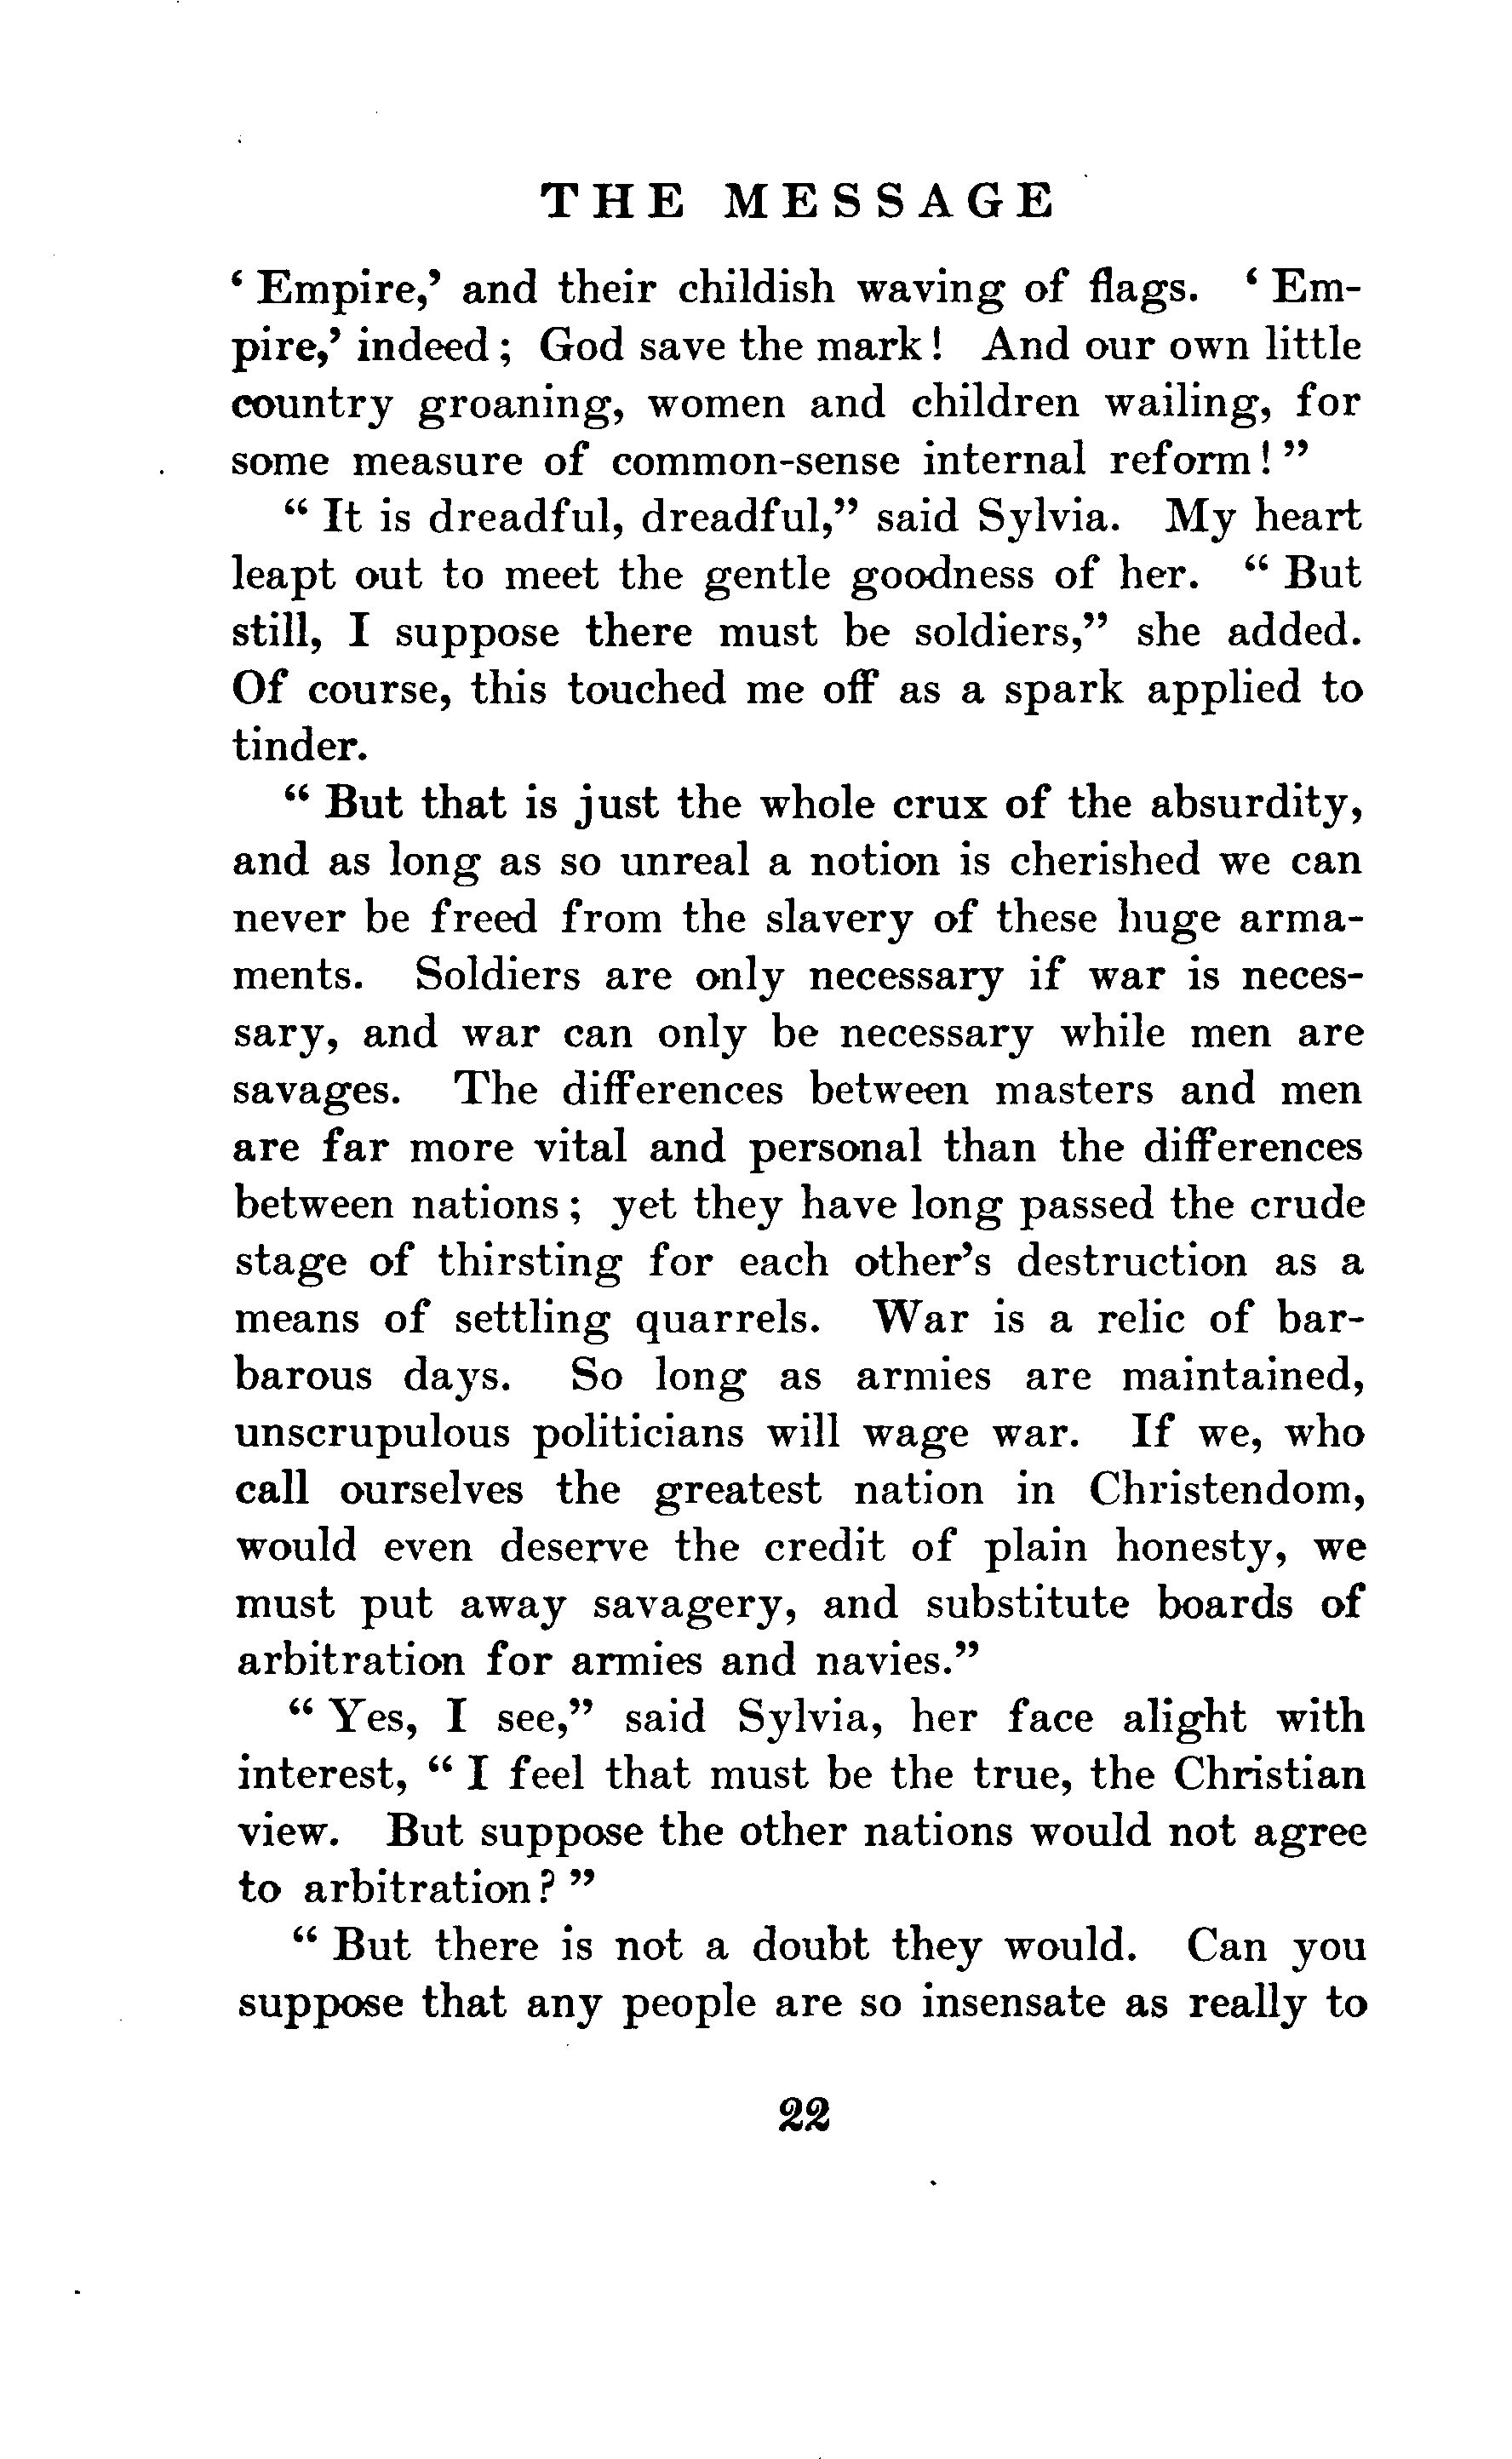 THE MESSAGE
‘Empire,’ and their childish waving of flags. ‘Em-
pire,’ indeed; God save the mark! And our own little
country groaning, women and children wailing, for
some measure of common-sense internal reform!”
“It is dreadful, dreadful,” said Sylvia. My heart
leapt out to meet the gentle goodness of her. “But
still, I suppose there must be soldiers,” she added.
Of course, this touched me off as a spark applied to
tinder.
“But that is just the whole crux of the absurdity,
and as long as so unreal a notion is cherished we can
never be freed from the slavery of these huge arma-
ments. Soldiers are only necessary if war is neces-
sary, and war can only be necessary while men are
savages. The differences between masters and men
are far more vital and personal than the differences
between nations; yet they have long passed the crude
stage of thirsting for each other’s destruction as a
means of settling quarrels. War is a relic of bar-
barous days. So long as armies are maintained,
unscrupulous politicians will wage war. If we, who
call ourselves the greatest nation in Christendom,
would even deserve the credit of plain honesty, we
must put away savagery, and substitute boards of
arbitration for armies and navies.”
“Yes, I see,” said Sylvia, her face alight with
interest, “I feel that must be the true, the Christian
view. But suppose the other nations would not agree
to arbitration?”
“But there is not a doubt they would. Can you
suppose that any people are so insensate as really to
22